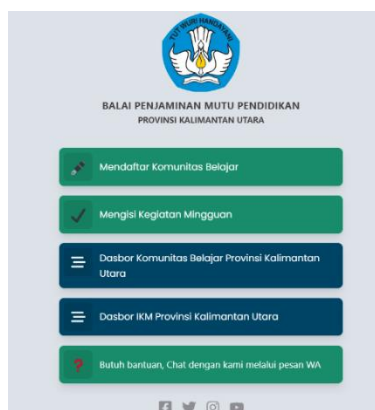 TUT WURI HANDAYANI
BALAI PENJAMINAN MUTU PENDIDIKAN
PROVINSI KALIMANTAN UTARA
Mendaftar Komunitas Belajar
Mengisi Kegiatan Mingguan
Dasbor Komunitas Belajar Provinsi Kalimantan
Utara
Dasbor IKM Provinsi Kalimantan Utara
Butuh bantuan, Chat dengan kami melalui pesan WA